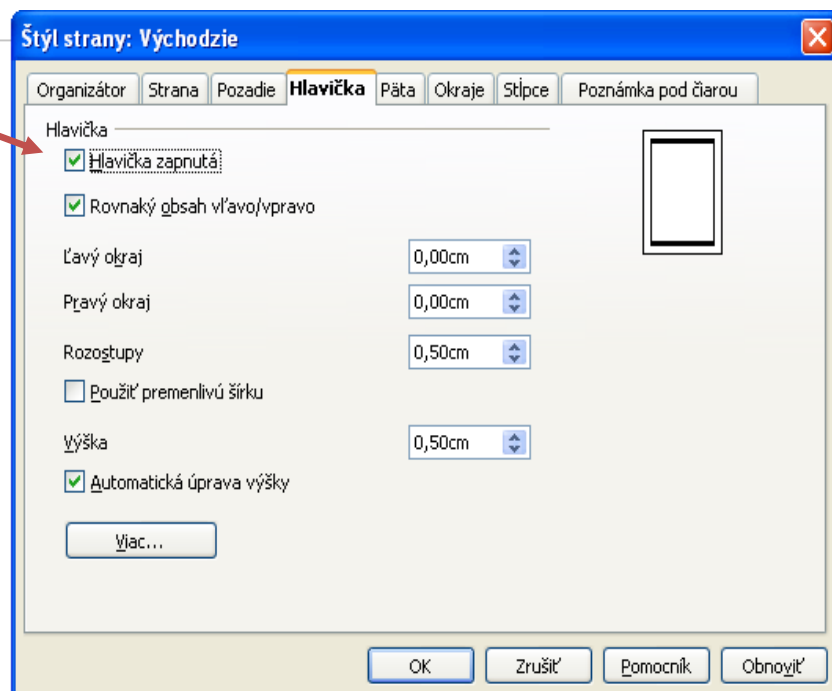 Štýl strany: Východzie
Organizátor Strana Pozadie Hlavička Päta Okraje Stĺpce Poznámka pod čiarou
Hlavička
Hlavička zapnutá
Rovnaký obsah vľavo/vpravo
Ľavý okraj 0,00cm
Pravý okraj 0,00cm
Rozostupy 0,50cm
Použiť premenlivú šírku
Výška 0,50cm
Automatická úprava výšky
Viac...
OK Zrušiť Pomocník Obnoviť